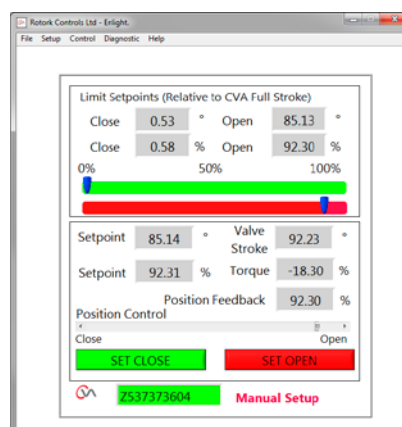 Rotork Controls Ltd - Enlight.
File Setup Control Diagnostic Help
Limit Setpoints (Relative to CVA Full Stroke)
Close 0.53 ° Open 85.13 °
Close 0.58 % Open 92.30 %
0% 50% 100%
Setpoint 85.14 ° Valve Stroke 92.23 °
Setpoint 92.31 % Torque -18.30 %
Position Feedback 92.30 %
Position Control
Close Open
SET CLOSE SET OPEN
CVA Z537373604 Manual Setup